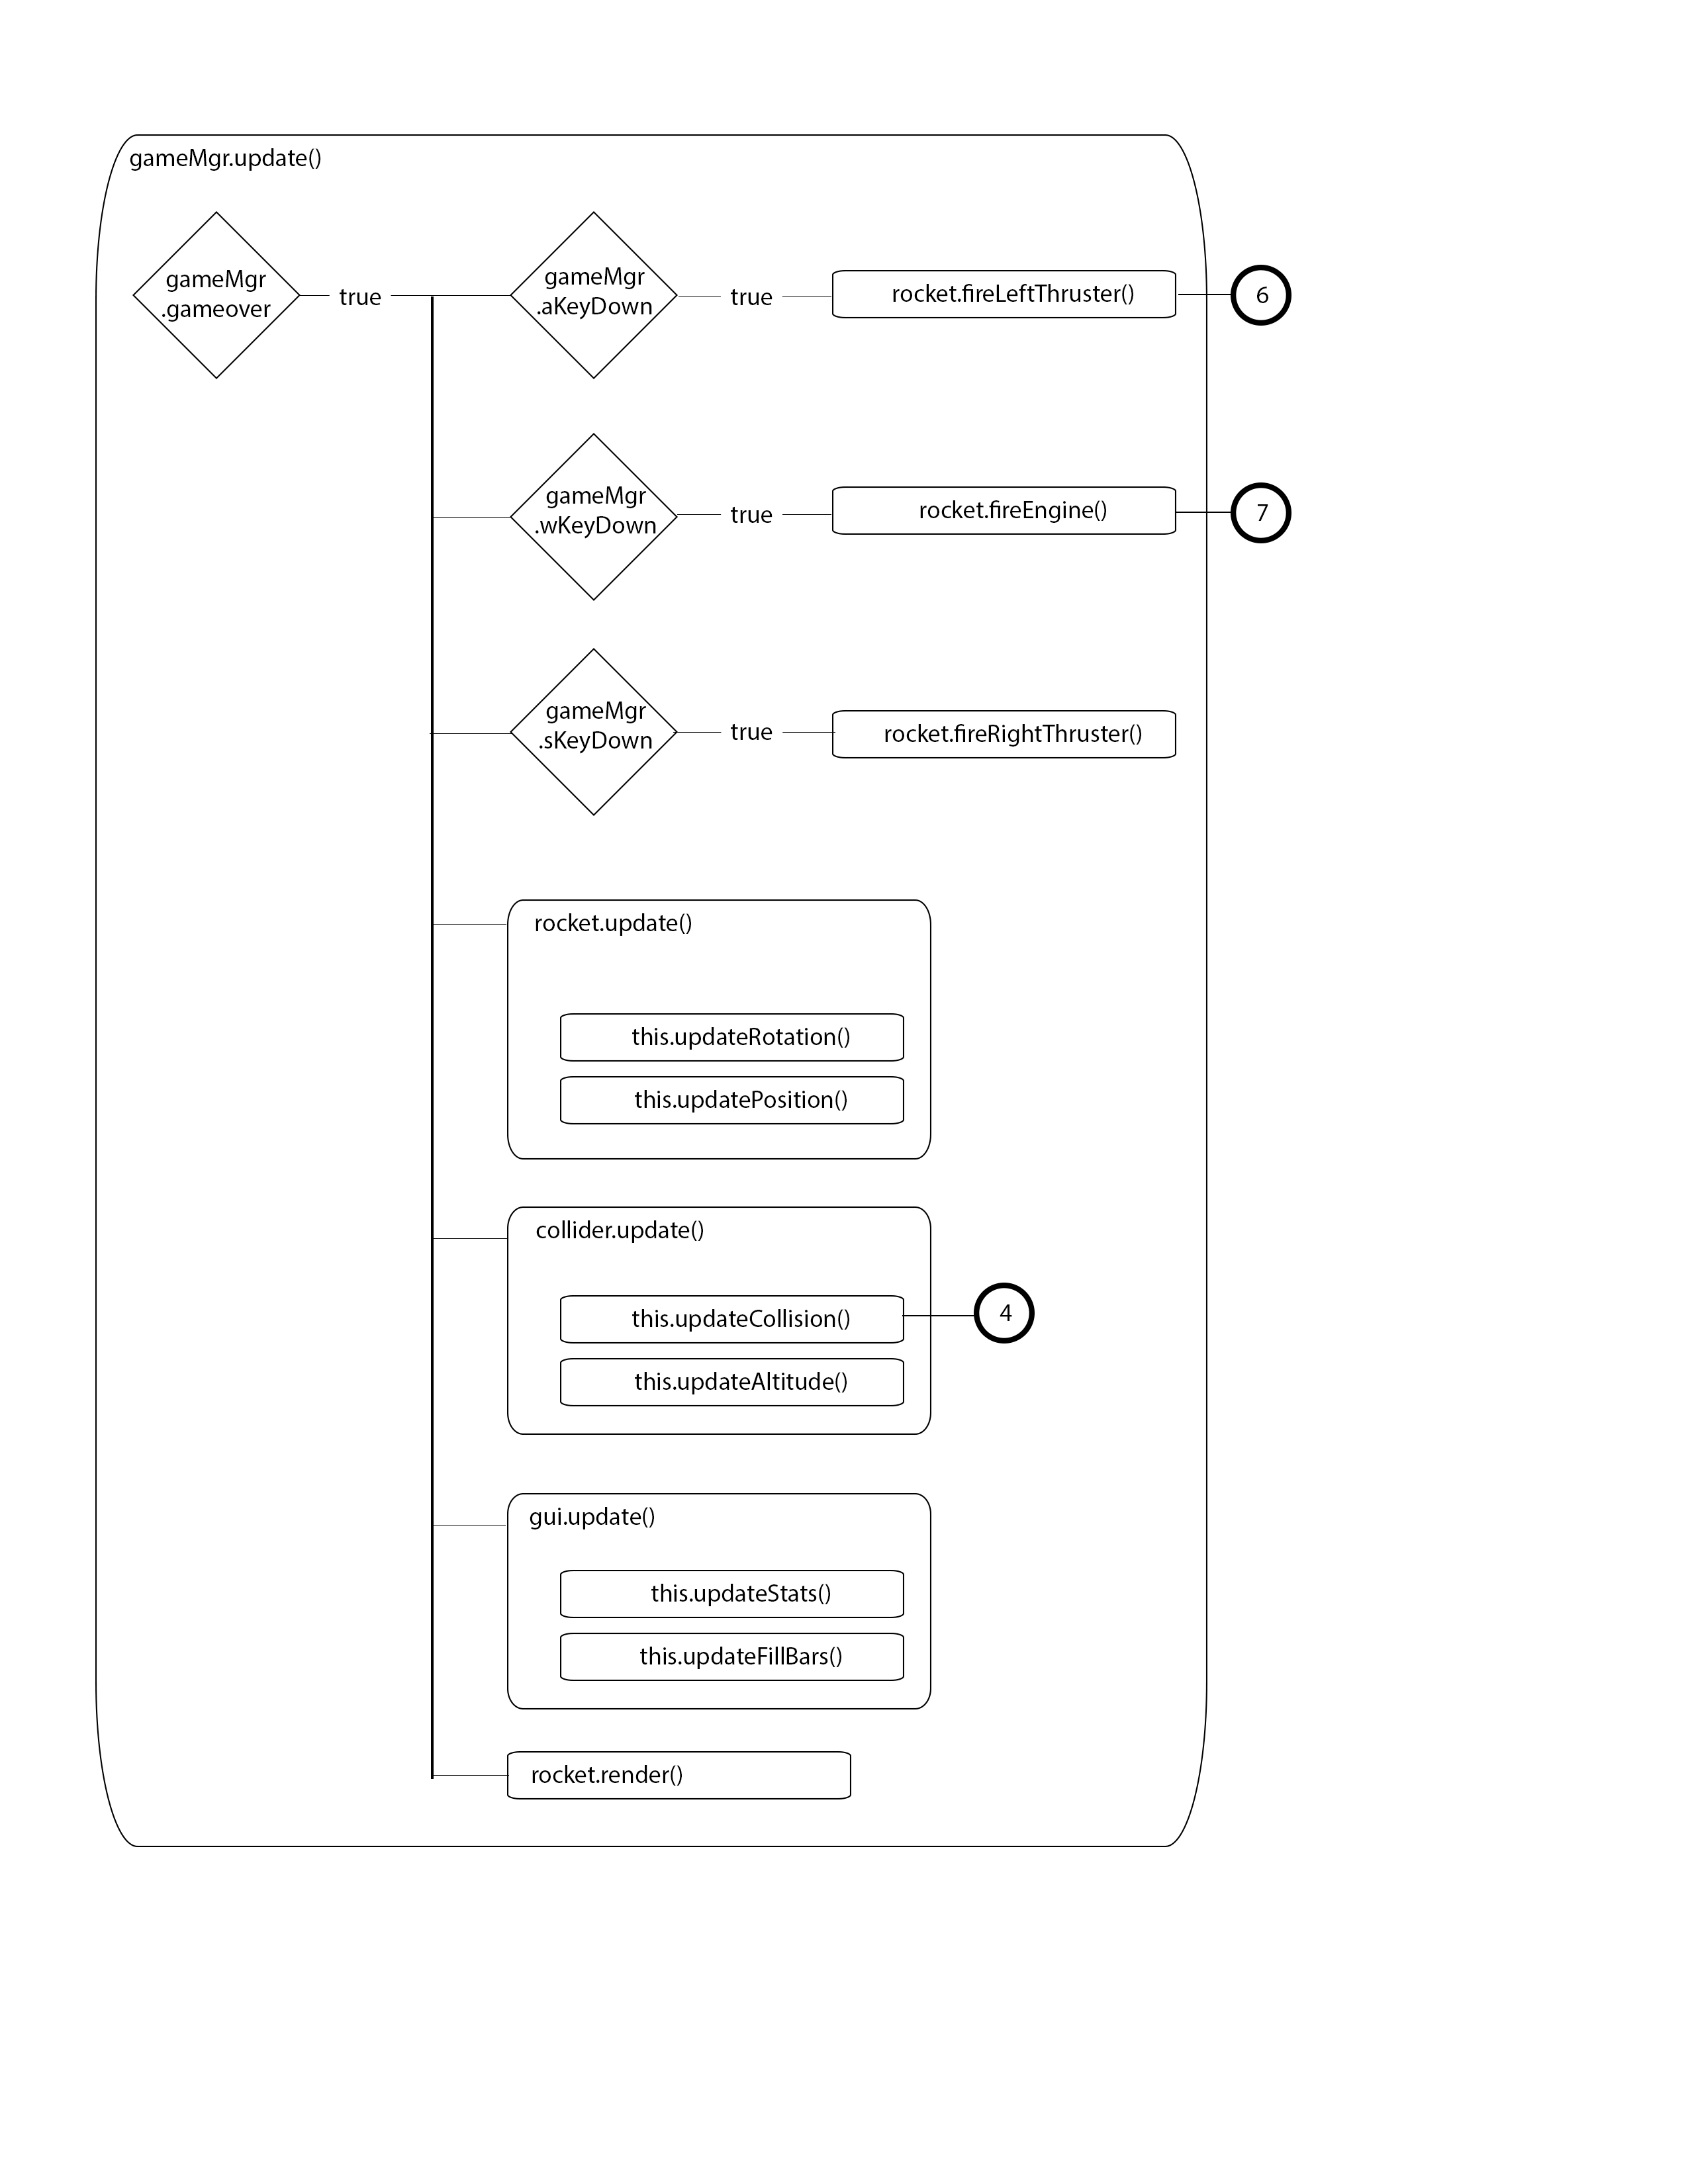 gameMgr.update()
gameMgr
.gameover
true
gameMgr
.aKeyDown
true
rocket.fireLeftThruster()
6
gameMgr
.wKeyDown
true
rocket.fireEngine()
7
gameMgr
.sKeyDown
true
rocket.fireRightThruster()
rocket.update()
this.updateRotation()
this.updatePosition()
collider.update()
this.updateCollision()
4
this.updateAltitude()
gui.update()
this.updateStats()
this.updateFillBars()
rocket.render()